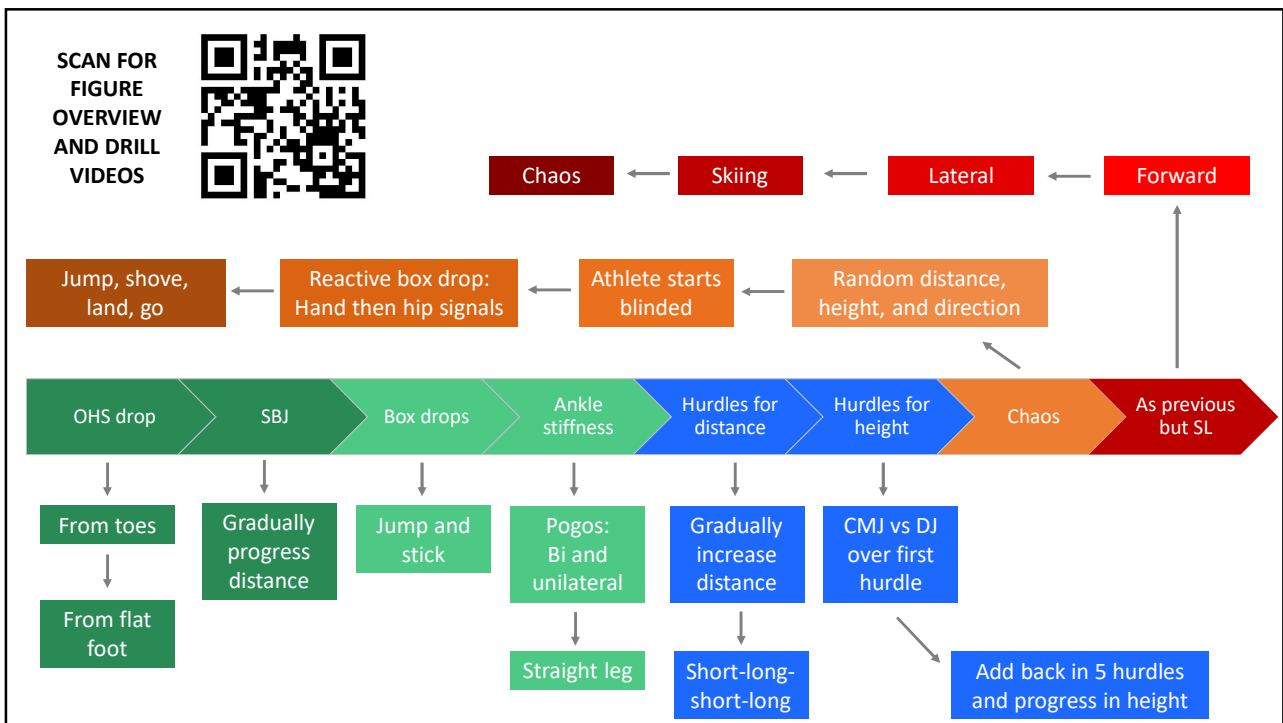 SCAN FOR
FIGURE
OVERVIEW
AND DRILL
VIDEOS
Chaos
Skiing
Lateral
Forward
Jump, shove,
land, go
Reactive box drop:
Hand then hip signals
Athlete starts
blinded
Random distance,
height, and direction
OHS drop
SBJ
Box drops
Ankle
stiffness
Hurdles for
distance
Hurdles for
height
Chaos
As previous
but SL
From toes
From flat
foot
Gradually
progress
distance
Jump and
stick
Pogos:
Bi and
unilateral
Straight leg
Gradually
increase
distance
Short-long-
short-long
CMJ vs DJ
over first
hurdle
Add back in 5 hurdles
and progress in height